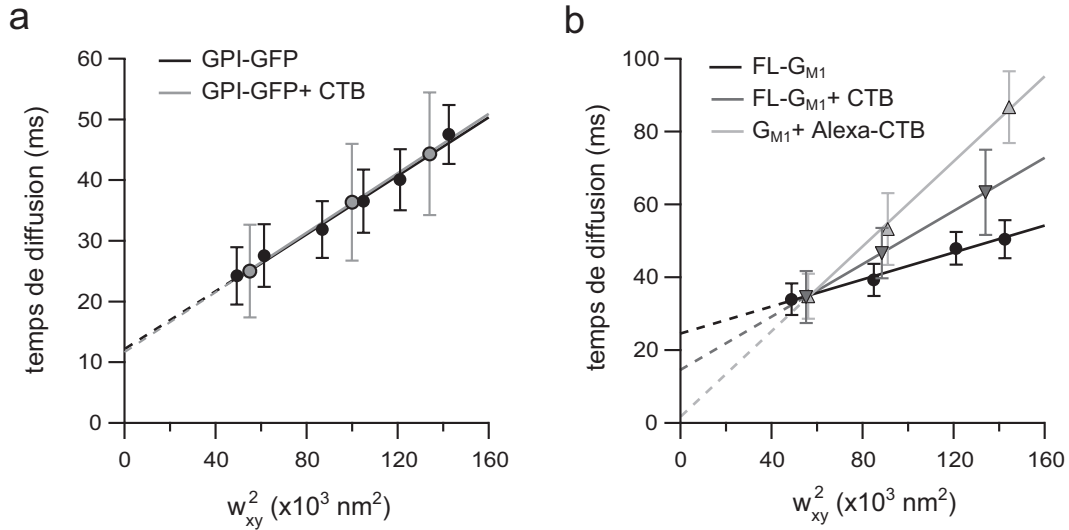 a
GPI-GFP
GPI-GFP+ CTB
temps de diffusion (ms)
60
50
40
30
20
10
0
0 40 80 120 160
w²xy (x10³ nm²)
b
FL-GM1
FL-GM1+ CTB
GM1+ Alexa-CTB
temps de diffusion (ms)
100
80
60
40
20
0
0 40 80 120 160
w²xy (x10³ nm²)